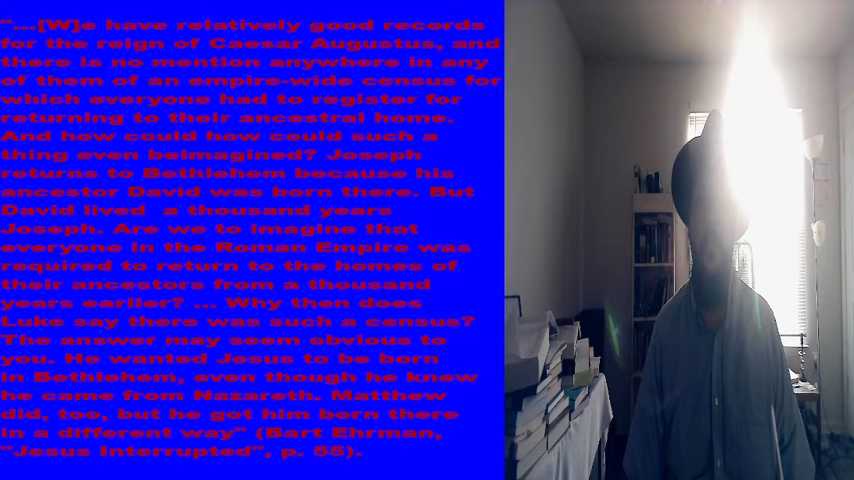 "...[W]e have relatively good records
for the reign of Caesar Augustus, and
there is no mention anywhere in any
of them of an empire-wide census for
which everyone had to register for
returning to their ancestral home.
And how could how could such a
thing even beimagined? Joseph
returns to Bethlehem because his
ancestor David was born there. But
David lived a thousand years
Joseph. Are we to imagine that
everyone in the Roman Empire was
required to return to the homes of
their ancestors from a thousand
years earlier? ... Why then does
Luke say there was such a census?
The answer may seem obvious to
you. He wanted Jesus to be born
in Bethlehem, even though he knew
he came from Nazareth. Matthew
did, too, but he got him born there
in a different way" (Bart Ehrman,
"Jesus Interrupted", p. 55).